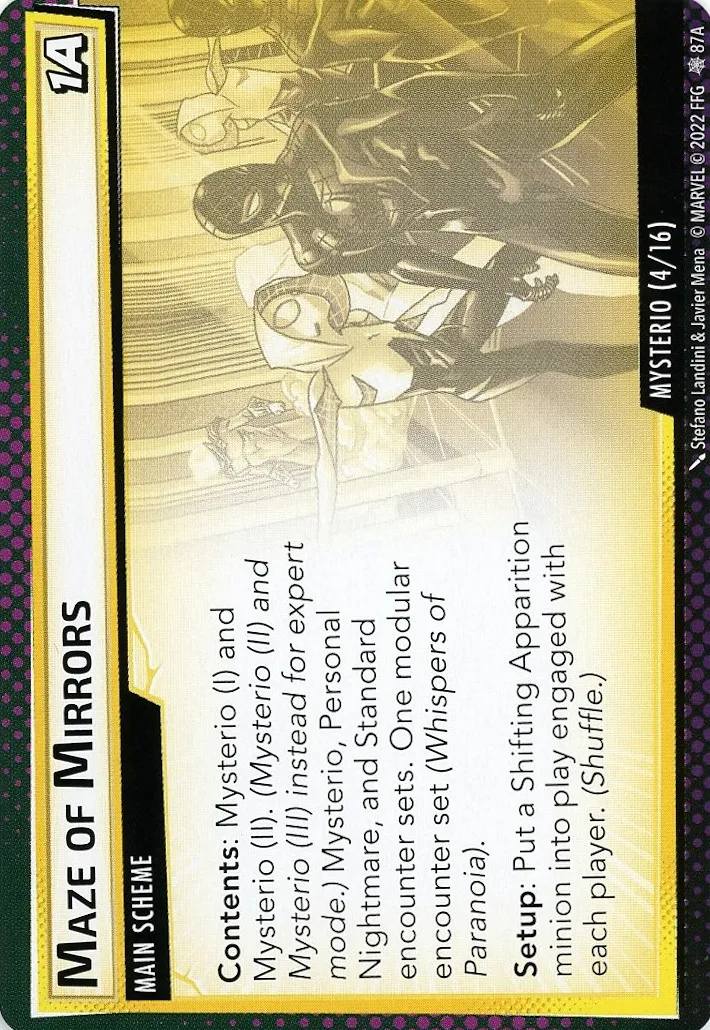 MAZE OF MIRRORS
1A
MAIN SCHEME
Contents: Mysterio (I) and
Mysterio (II). (Mysterio (II) and
Mysterio (III) instead for expert
mode.) Mysterio, Personal
Nightmare, and Standard
encounter sets. One modular
encounter set (Whispers of
Paranoia).
Setup: Put a Shifting Apparition
minion into play engaged with
each player. (Shuffle.)
MYSTERIO (4/16)
Stefano Landini & Javier Mena © MARVEL © 2022 FFG 87A